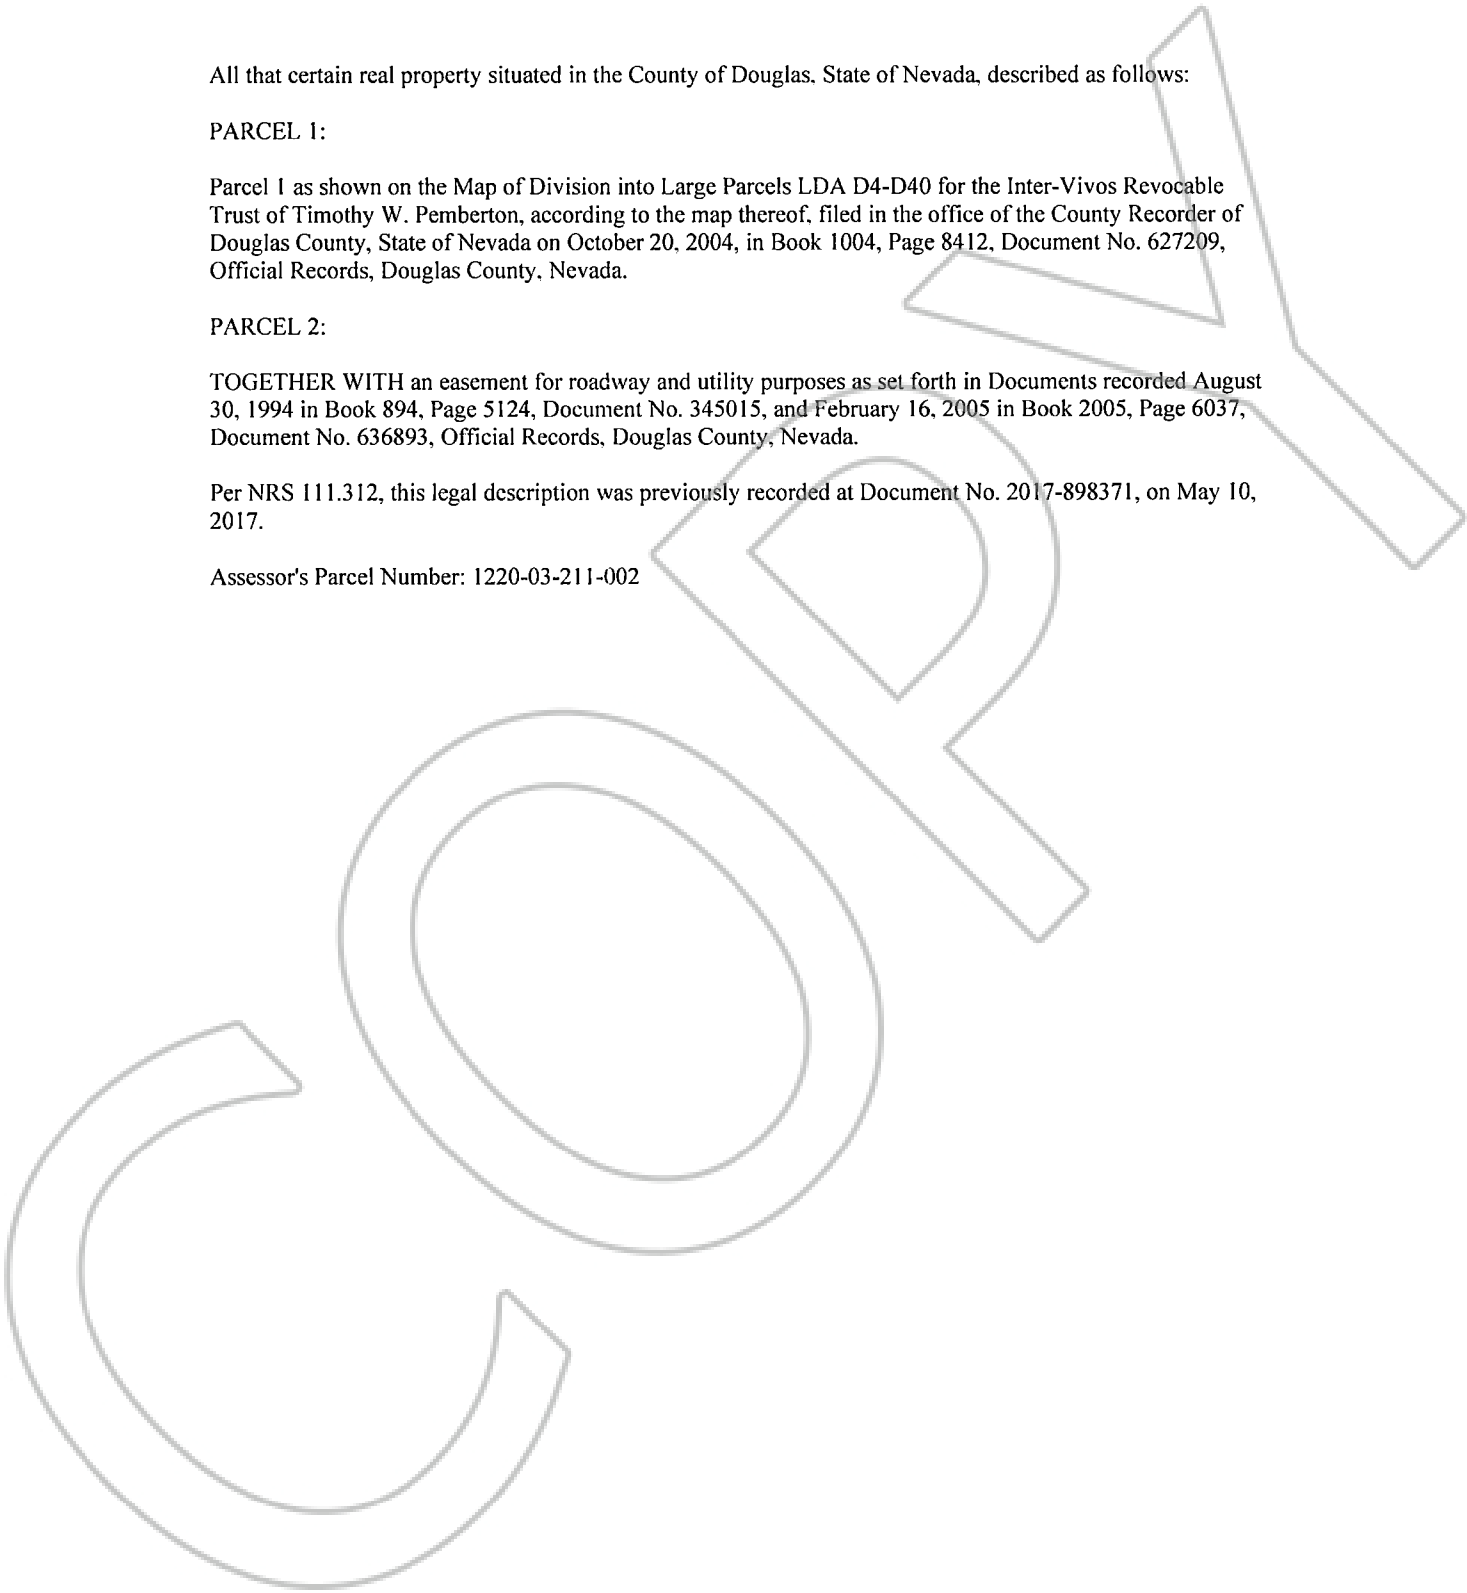 All that certain real property situated in the County of Douglas, State of Nevada, described as follows:
PARCEL 1:
Parcel 1 as shown on the Map of Division into Large Parcels LDA D4-D40 for the Inter-Vivos Revocable
Trust of Timothy W. Pemberton, according to the map thereof, filed in the office of the County Recorder of
Douglas County, State of Nevada on October 20, 2004, in Book 1004, Page 8412, Document No. 627209,
Official Records, Douglas County, Nevada.
PARCEL 2:
TOGETHER WITH an easement for roadway and utility purposes as set forth in Documents recorded August
30, 1994 in Book 894, Page 5124, Document No. 345015, and February 16, 2005 in Book 2005, Page 6037,
Document No. 636893, Official Records, Douglas County, Nevada.
Per NRS 111.312, this legal description was previously recorded at Document No. 2017-898371, on May 10,
2017.
Assessor's Parcel Number: 1220-03-211-002
COPY